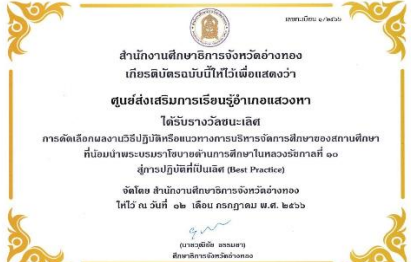 เลขทะเบียน ๑/๒๕๖๖
สำนักงานศึกษาธิการจังหวัดอ่างทอง
เกียรติบัตรฉบับนี้ให้ไว้เพื่อแสดงว่า
ศูนย์ส่งเสริมการเรียนรู้อำเภอแสวงหา
ได้รับรางวัลชนะเลิศ
การคัดเลือกผลงานวิธีปฏิบัติหรือแนวทางการบริหารจัดการศึกษาของสถานศึกษา
ที่น้อมนำพระบรมราโชบายด้านการศึกษาในหลวงรัชกาลที่ ๑๐
สู่การปฏิบัติที่เป็นเลิศ (Best Practice)
จัดโดย สำนักงานศึกษาธิการจังหวัดอ่างทอง
ให้ไว้ ณ วันที่ ๑๒ เดือน กรกฎาคม พ.ศ. ๒๕๖๖
ศึกษาธิการจังหวัดอ่างทอง